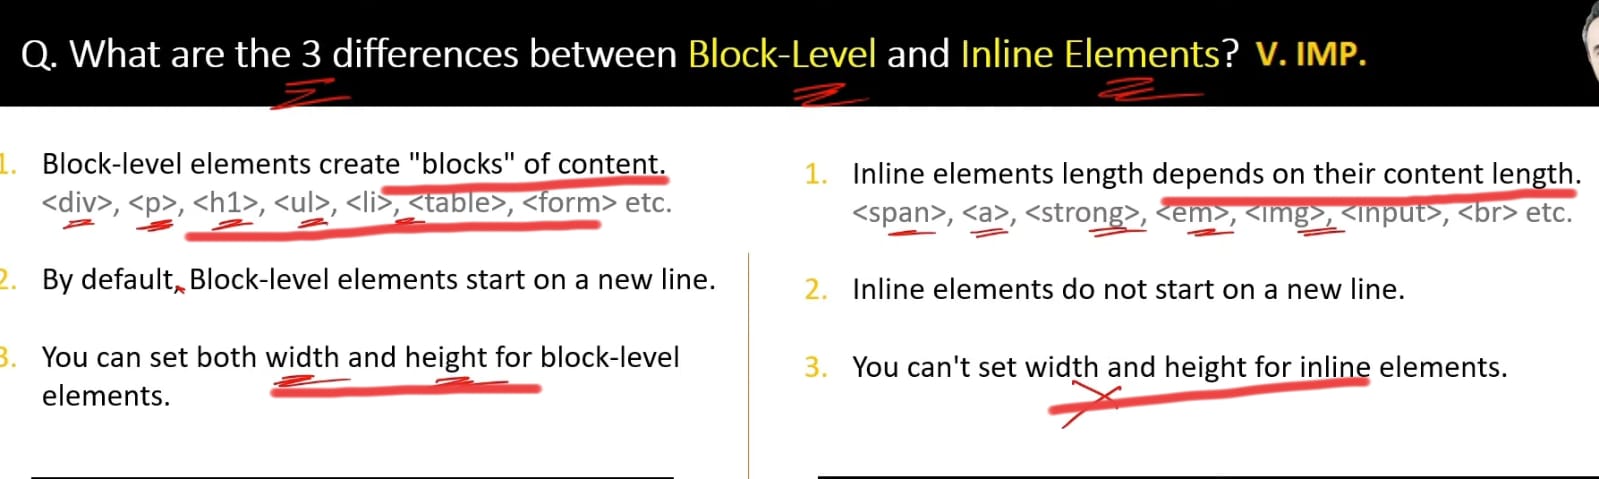 Q. What are the 3 differences between Block-Level and Inline Elements? V. IMP.
1. Block-level elements create "blocks" of content.
<div>, <p>, <h1>, <ul>, <li>, <table>, <form> etc.
2. By default, Block-level elements start on a new line.
3. You can set both width and height for block-level
elements.
1. Inline elements length depends on their content length.
<span>, <a>, <strong>, <em>, <img>, <input>, <br> etc.
2. Inline elements do not start on a new line.
3. You can't set width and height for inline elements.